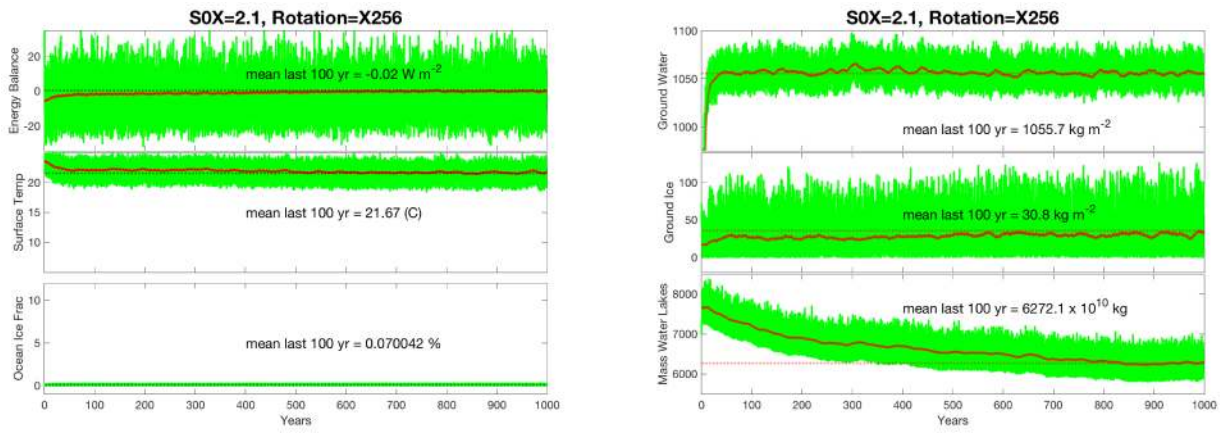 S0X=2.1, Rotation=X256
Energy Balance
20
0
-20
mean last 100 yr = -0.02 W m⁻²
Surface Temp
20
15
10
mean last 100 yr = 21.67 (C)
Ocean Ice Frac
10
5
0
mean last 100 yr = 0.070042 %
0 100 200 300 400 500 600 700 800 900 1000
Years
S0X=2.1, Rotation=X256
Ground Water
1100
1050
1000
mean last 100 yr = 1055.7 kg m⁻²
Ground Ice
100
50
0
mean last 100 yr = 30.8 kg m⁻²
Mass Water Lakes
8000
7000
6000
mean last 100 yr = 6272.1 x 10¹⁰ kg
0 100 200 300 400 500 600 700 800 900 1000
Years